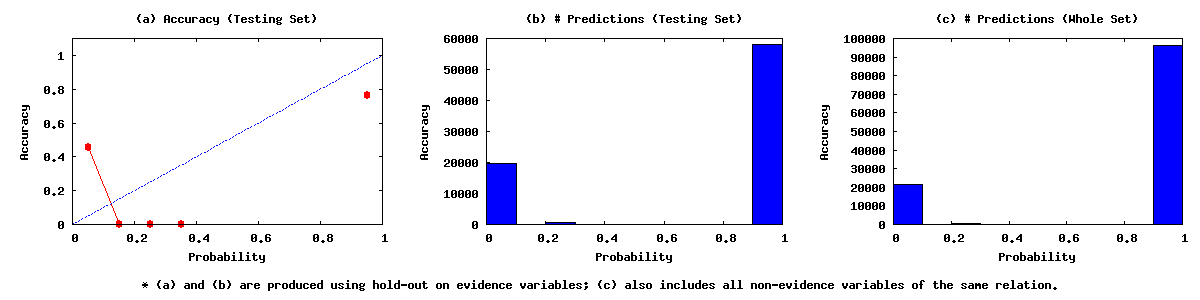 (a) Accuracy (Testing Set)
Accuracy
1
0.8
0.6
0.4
0.2
0
0 0.2 0.4 0.6 0.8 1
Probability
(b) # Predictions (Testing Set)
Accuracy
60000
50000
40000
30000
20000
10000
0
0 0.2 0.4 0.6 0.8 1
Probability
(c) # Predictions (Whole Set)
Accuracy
100000
90000
80000
70000
60000
50000
40000
30000
20000
10000
0
0 0.2 0.4 0.6 0.8 1
Probability
* (a) and (b) are produced using hold-out on evidence variables; (c) also includes all non-evidence variables of the same relation.